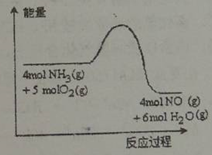 能量
4mol NH₃(g)
+ 5 molO₂(g)
4mol NO (g)
+ 6mol H₂O(g)
反应过程